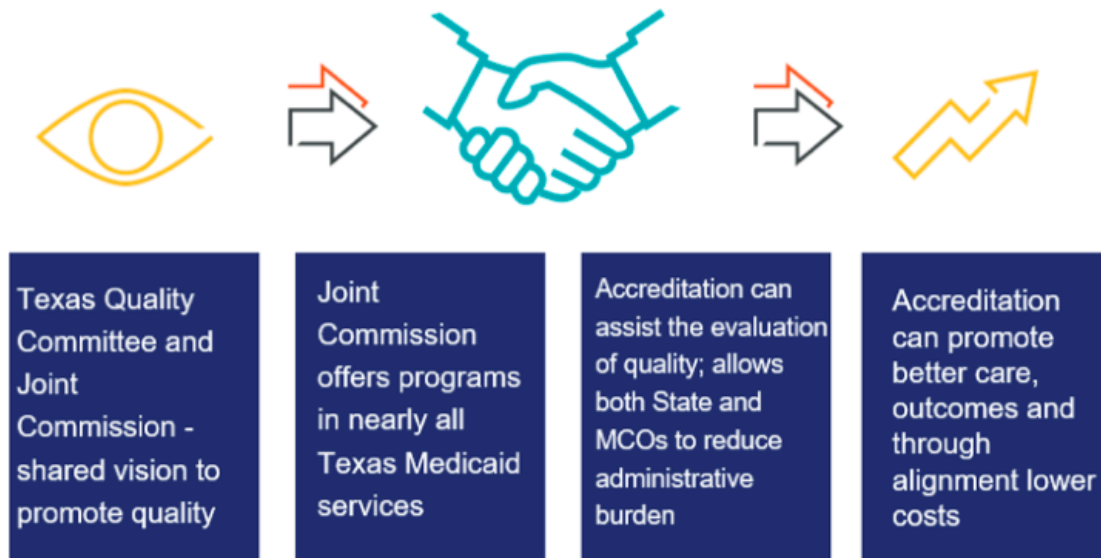 Texas Quality
Committee and
Joint
Commission -
shared vision to
promote quality
Joint
Commission
offers programs
in nearly all
Texas Medicaid
services
Accreditation can
assist the evaluation
of quality; allows
both State and
MCOs to reduce
administrative
burden
Accreditation
can promote
better care,
outcomes and
through
alignment lower
costs